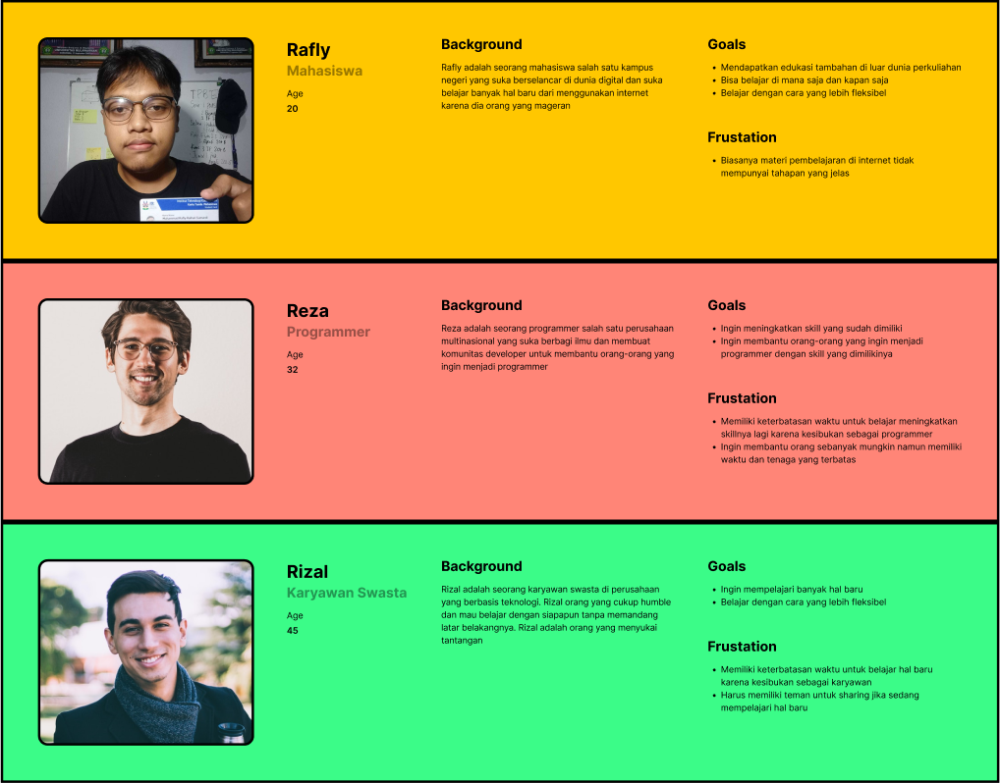 Rafly
Mahasiswa
Age
20
Background
Rafly adalah seorang mahasiswa salah satu kampus
negeri yang suka berselancar di dunia digital dan suka
belajar banyak hal baru dari menggunakan internet
karena dia orang yang mageran
Goals
• Mendapatkan edukasi tambahan di luar dunia perkuliahan
• Bisa belajar di mana saja dan kapan saja
• Belajar dengan cara yang lebih fleksibel
Frustation
• Biasanya materi pembelajaran di internet tidak
mempunyai tahapan yang jelas
Reza
Programmer
Age
32
Background
Reza adalah seorang programmer salah satu perusahaan
multinasional yang suka berbagi ilmu dan membuat
komunitas developer untuk membantu orang-orang yang
ingin menjadi programmer
Goals
• Ingin meningkatkan skill yang sudah dimiliki
• Ingin membantu orang-orang yang ingin menjadi
programmer dengan skill yang dimilikinya
Frustation
• Memiliki keterbatasan waktu untuk belajar meningkatkan
skillnya lagi karena kesibukan sebagai programmer
• Ingin membantu orang sebanyak mungkin namun memiliki
waktu dan tenaga yang terbatas
Rizal
Karyawan Swasta
Age
45
Background
Rizal adalah seorang karyawan swasta di perusahaan
yang berbasis teknologi. Rizal orang yang cukup humble
dan mau belajar dengan siapapun tanpa memandang
latar belakangnya. Rizal adalah orang yang menyukai
tantangan
Goals
• Ingin mempelajari banyak hal baru
• Belajar dengan cara yang lebih fleksibel
Frustation
• Memiliki keterbatasan waktu untuk belajar hal baru
karena kesibukan sebagai karyawan
• Harus memiliki teman untuk sharing jika sedang
mempelajari hal baru